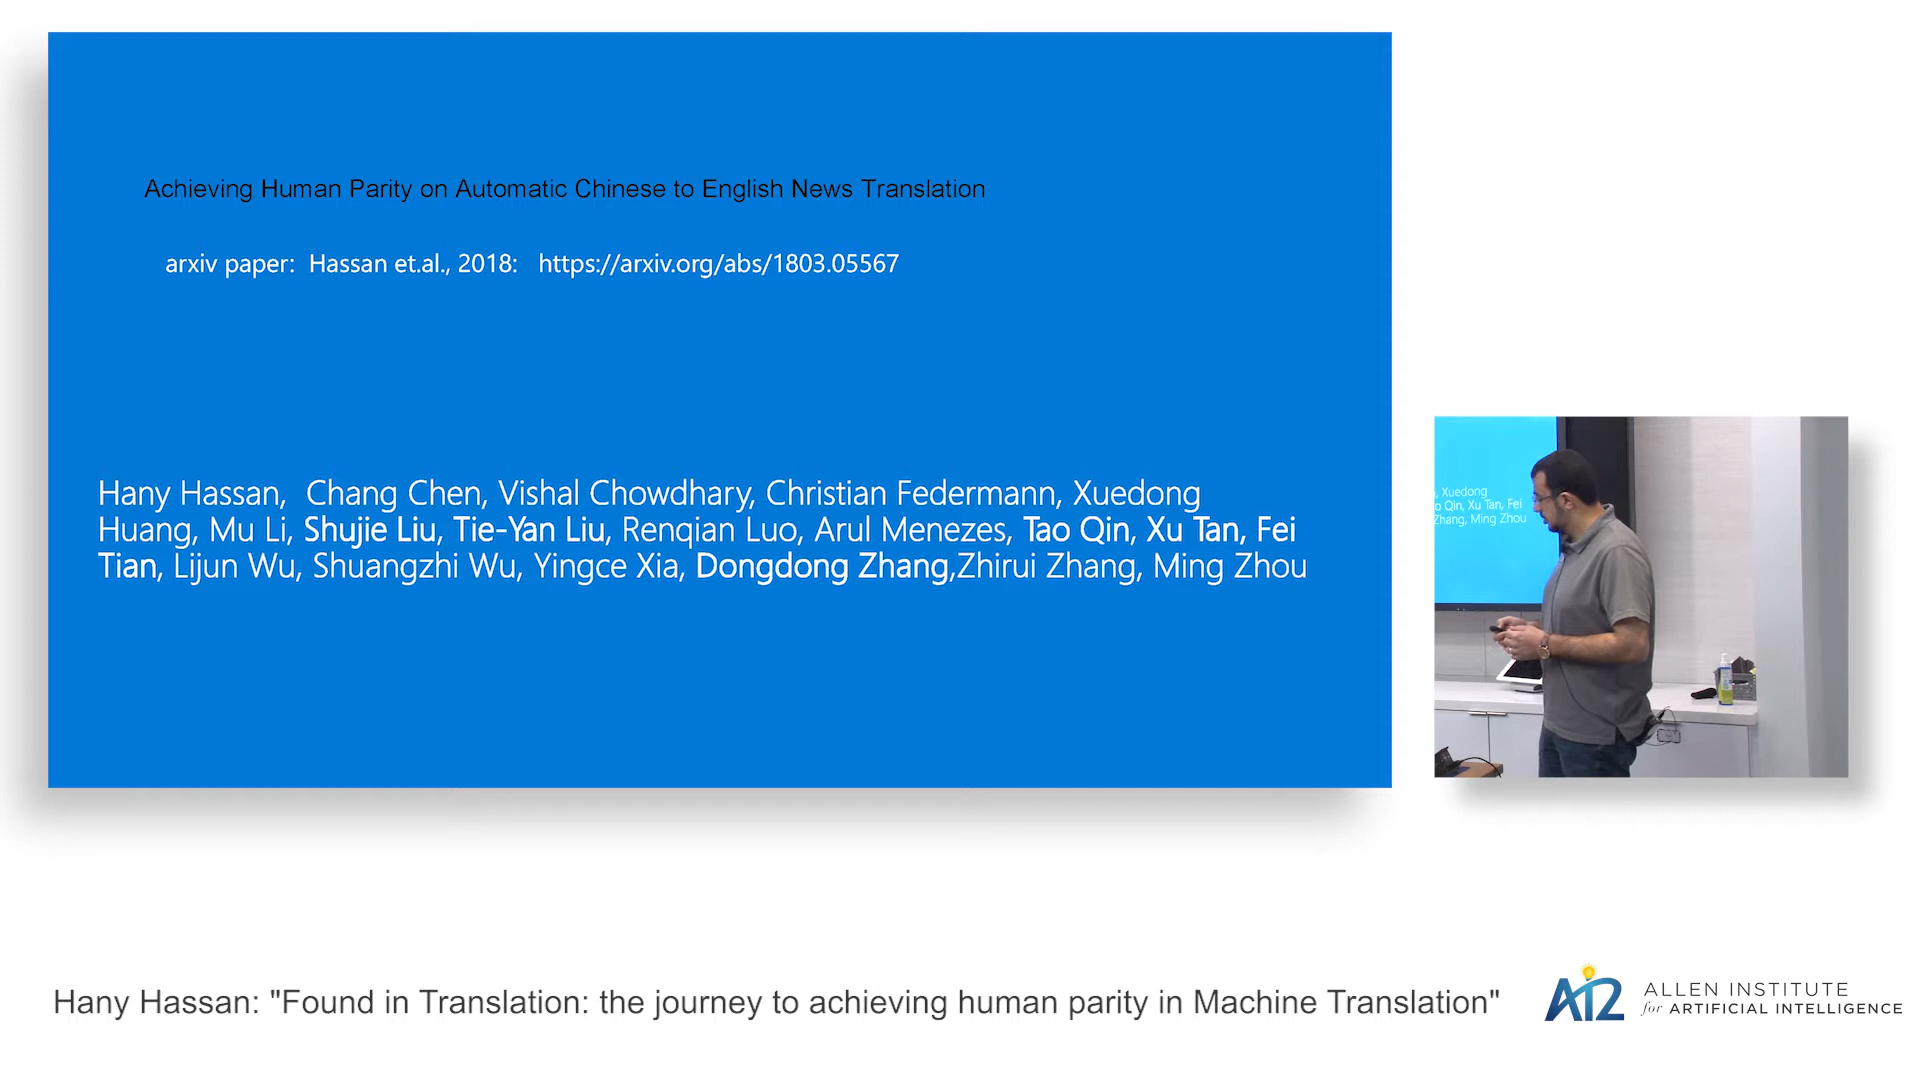 Achieving Human Parity on Automatic Chinese to English News Translation
arxiv paper:  Hassan et.al., 2018:   https://arxiv.org/abs/1803.05567
Hany Hassan,  Chang Chen, Vishal Chowdhary, Christian Federmann, Xuedong
Huang, Mu Li, Shujie Liu, Tie-Yan Liu, Renqian Luo, Arul Menezes, Tao Qin, Xu Tan, Fei
Tian, Lijun Wu, Shuangzhi Wu, Yingce Xia, Dongdong Zhang,Zhirui Zhang, Ming Zhou
, Xuedong
o Qin, Xu Tan, Fei
Zhang, Ming Zhou
Hany Hassan: "Found in Translation: the journey to achieving human parity in Machine Translation"
AI2
ALLEN INSTITUTE
for ARTIFICIAL INTELLIGENCE